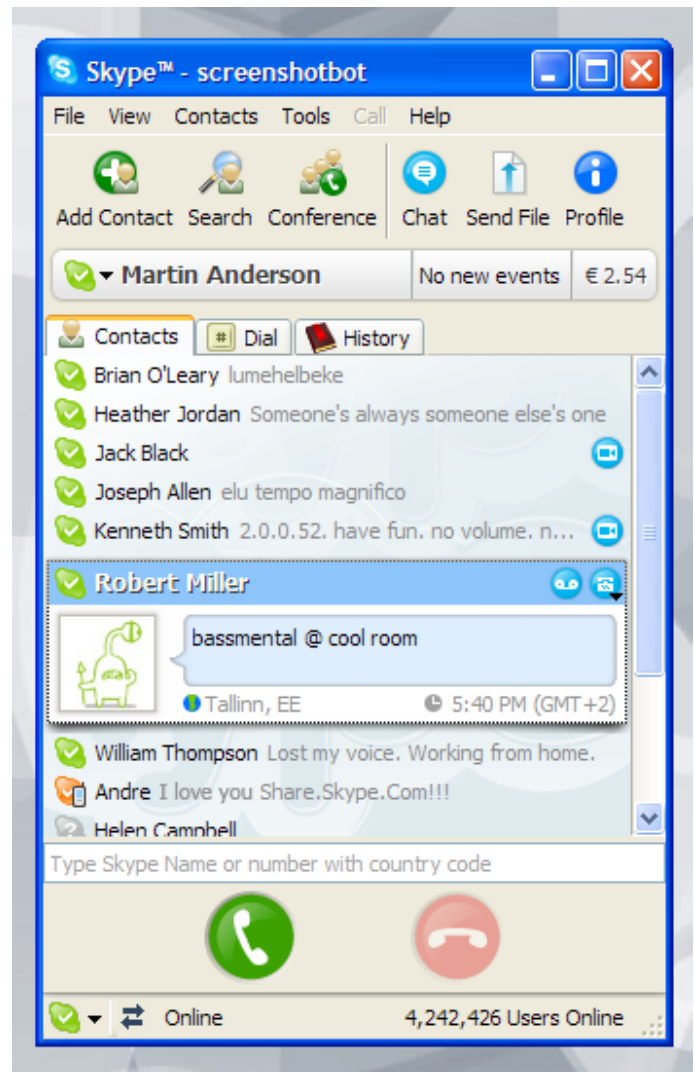 Skype™ - screenshotbot
File View Contacts Tools Call Help
Add Contact Search Conference Chat Send File Profile
Martin Anderson No new events € 2.54
Contacts # Dial History
Brian O'Leary lumehelbeke
Heather Jordan Someone's always someone else's one
Jack Black
Joseph Allen elu tempo magnifico
Kenneth Smith 2.0.0.52. have fun. no volume. n...
Robert Miller
bassmental @ cool room
Tallinn, EE 5:40 PM (GMT+2)
William Thompson Lost my voice. Working from home.
Andre I love you Share.Skype.Com!!!
Helen Campbell
Type Skype Name or number with country code
Online 4,242,426 Users Online